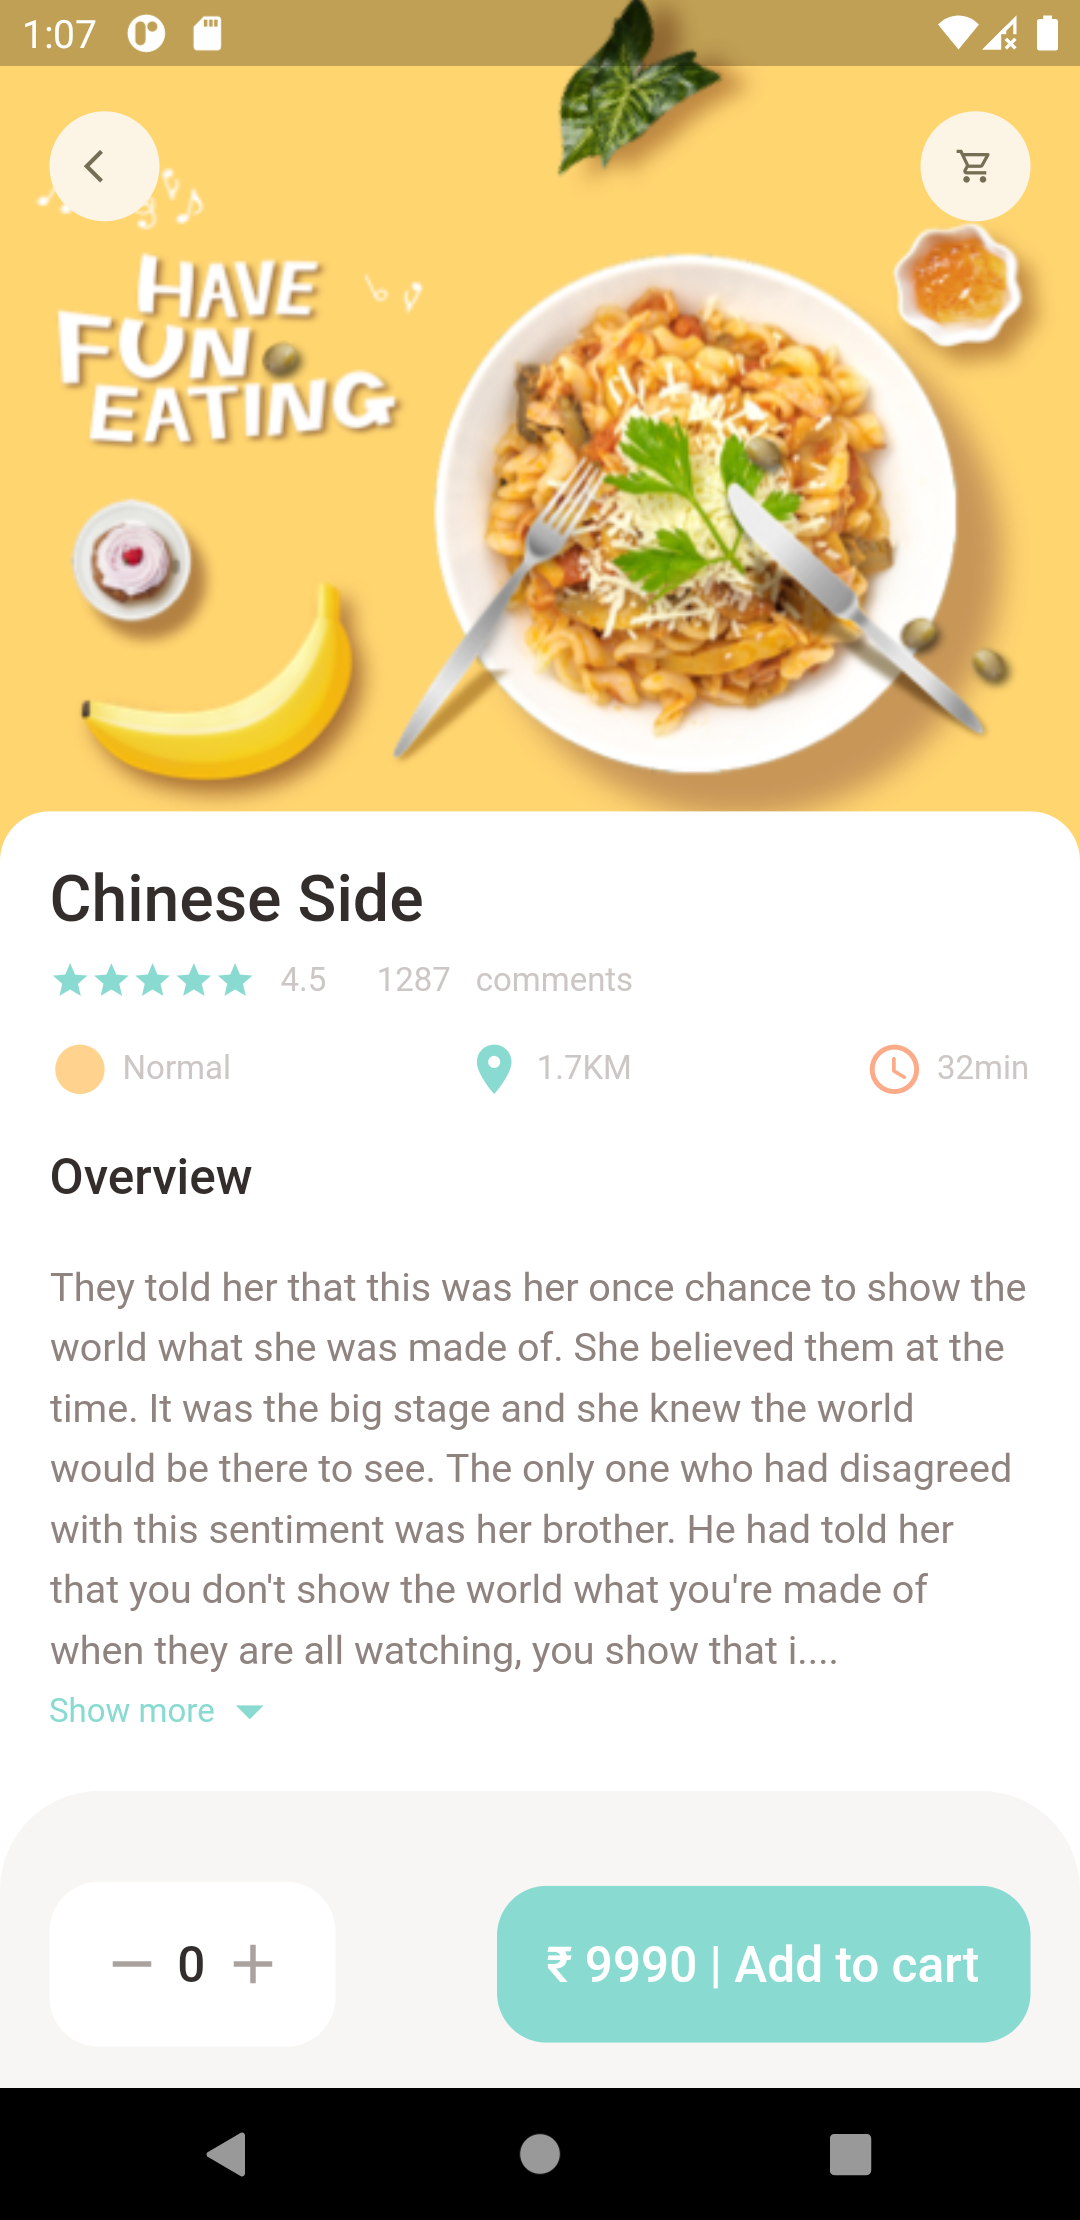 1:07
HAVE
FUN
EATING
Chinese Side
4.5 1287 comments
Normal 1.7KM 32min
Overview
They told her that this was her once chance to show the
world what she was made of. She believed them at the
time. It was the big stage and she knew the world
would be there to see. The only one who had disagreed
with this sentiment was her brother. He had told her
that you don't show the world what you're made of
when they are all watching, you show that i....
Show more
0 ₹ 9990 | Add to cart